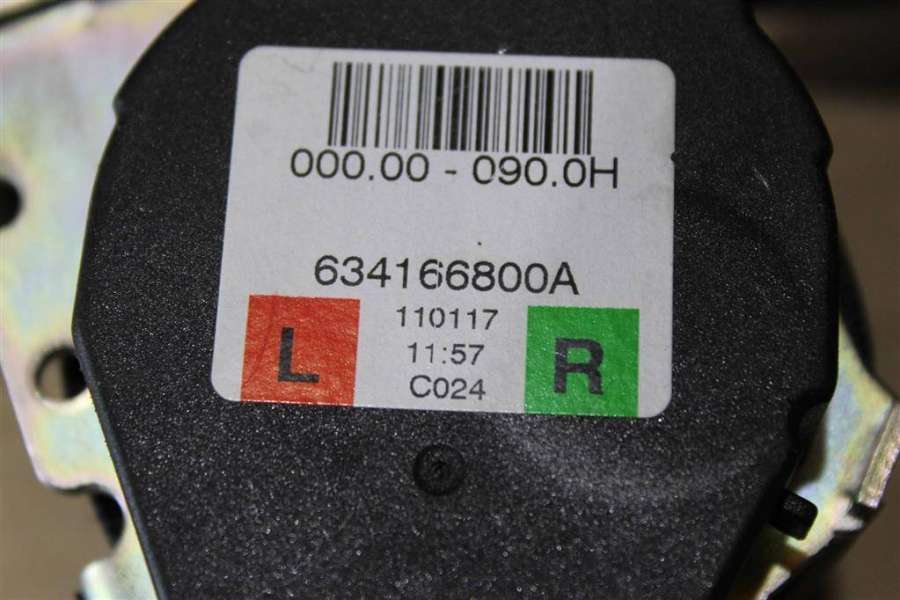 000.00 - 090.0H
634166800A
L
110117
11:57
C024
R